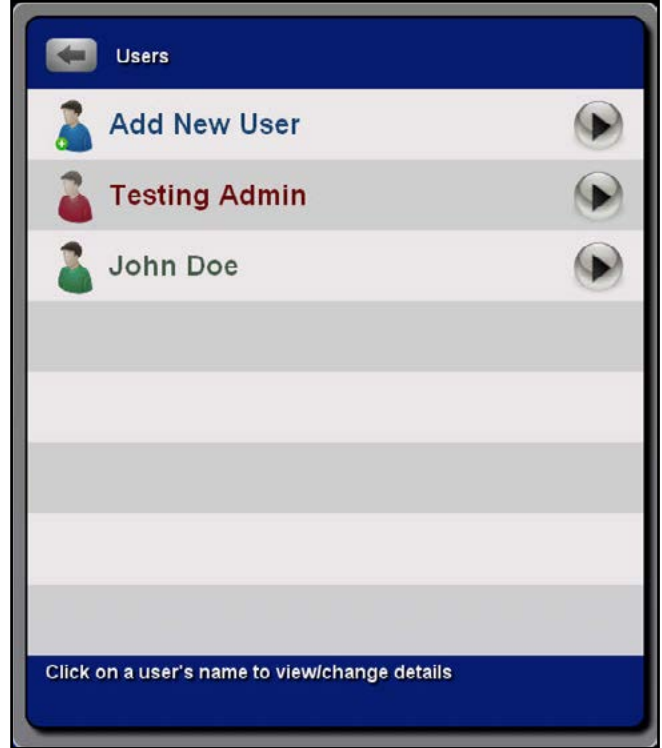 Users
Add New User
Testing Admin
John Doe
Click on a user's name to view/change details